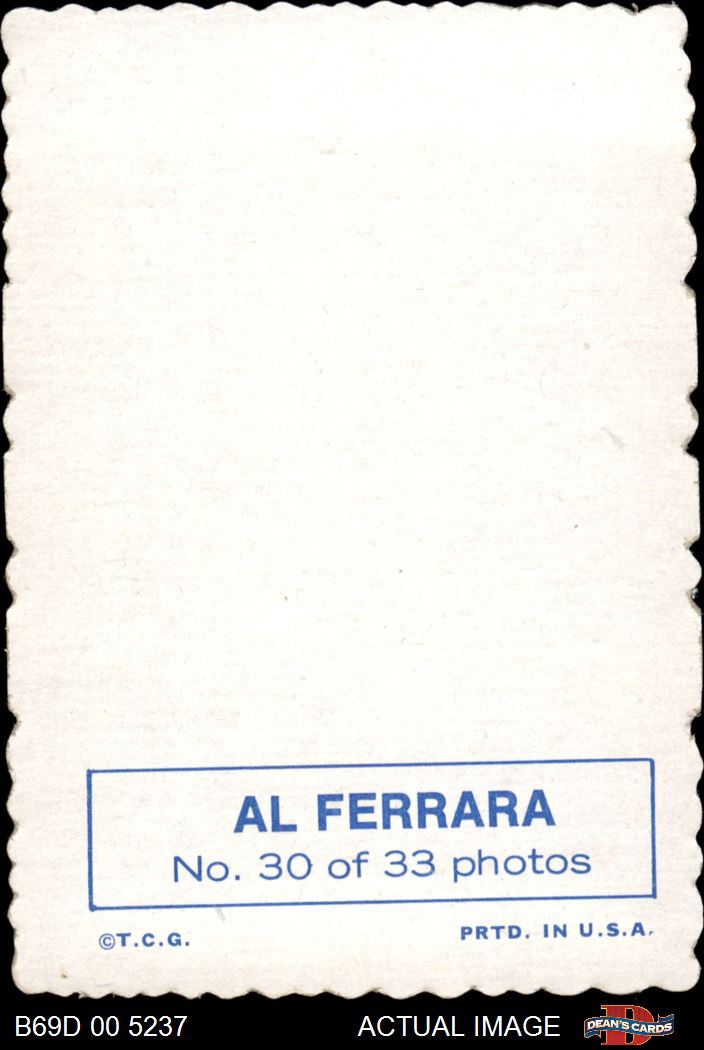 AL FERRARA
No. 30 of 33 photos
©T.C.G.
PRTD. IN U.S.A.
B69D 00 5237
ACTUAL IMAGE
D
DEAN'S CARDS